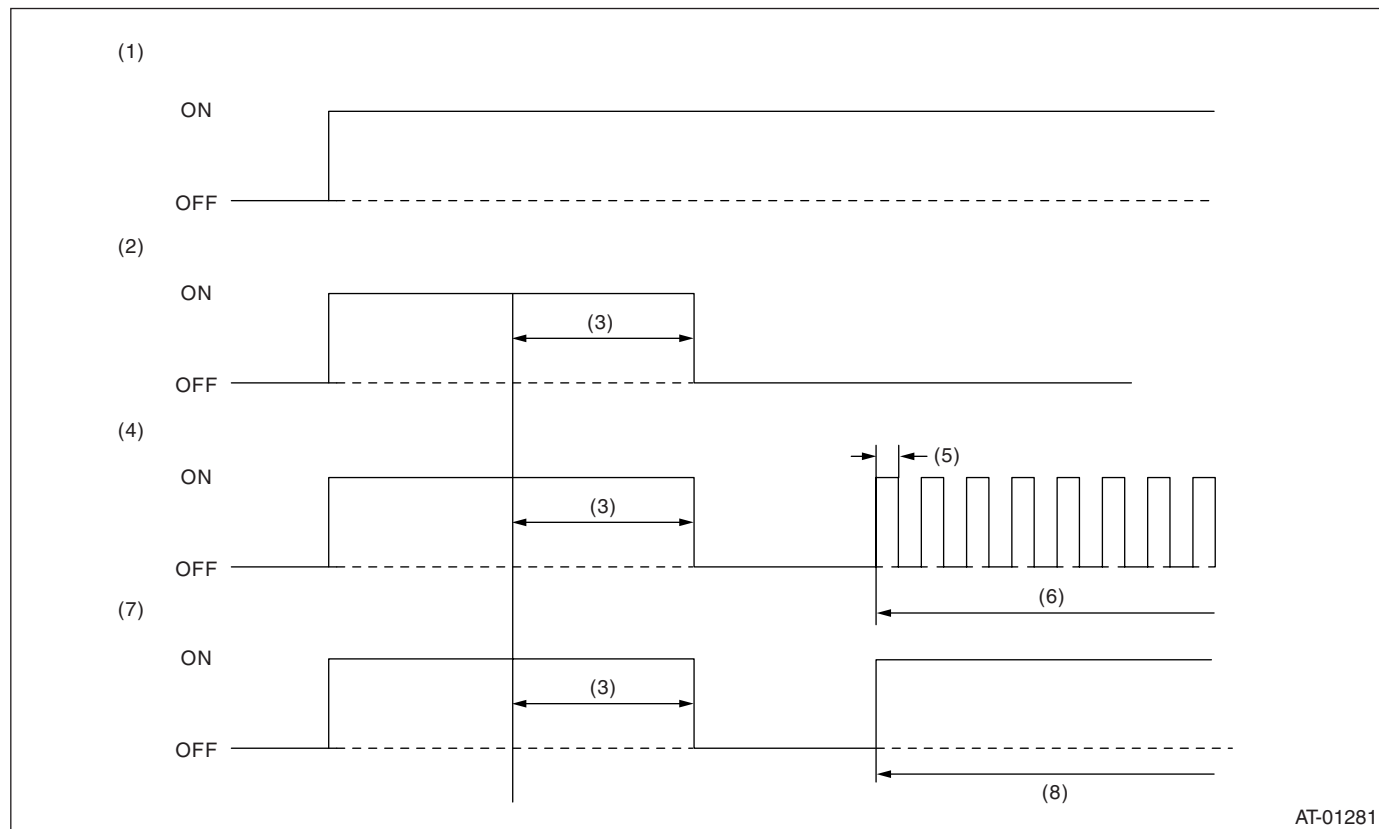 (1)
ON
OFF
(2)
ON
(3)
OFF
(4)
ON
(5)
(3)
OFF
(6)
(7)
ON
(3)
OFF
(8)
AT-01281